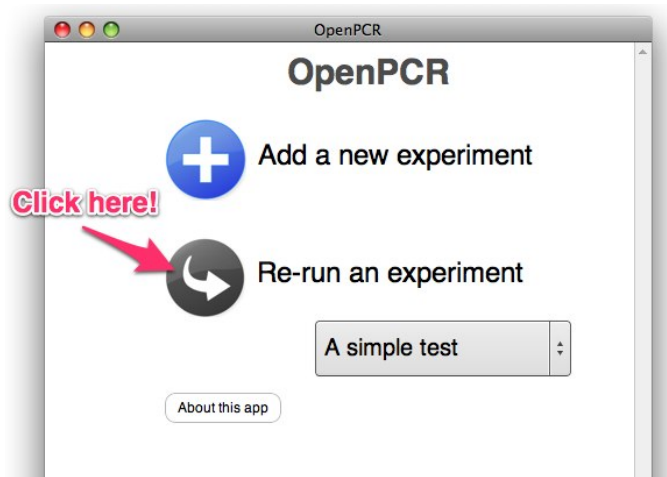 OpenPCR
OpenPCR
Add a new experiment
Click here!
Re-run an experiment
A simple test
About this app